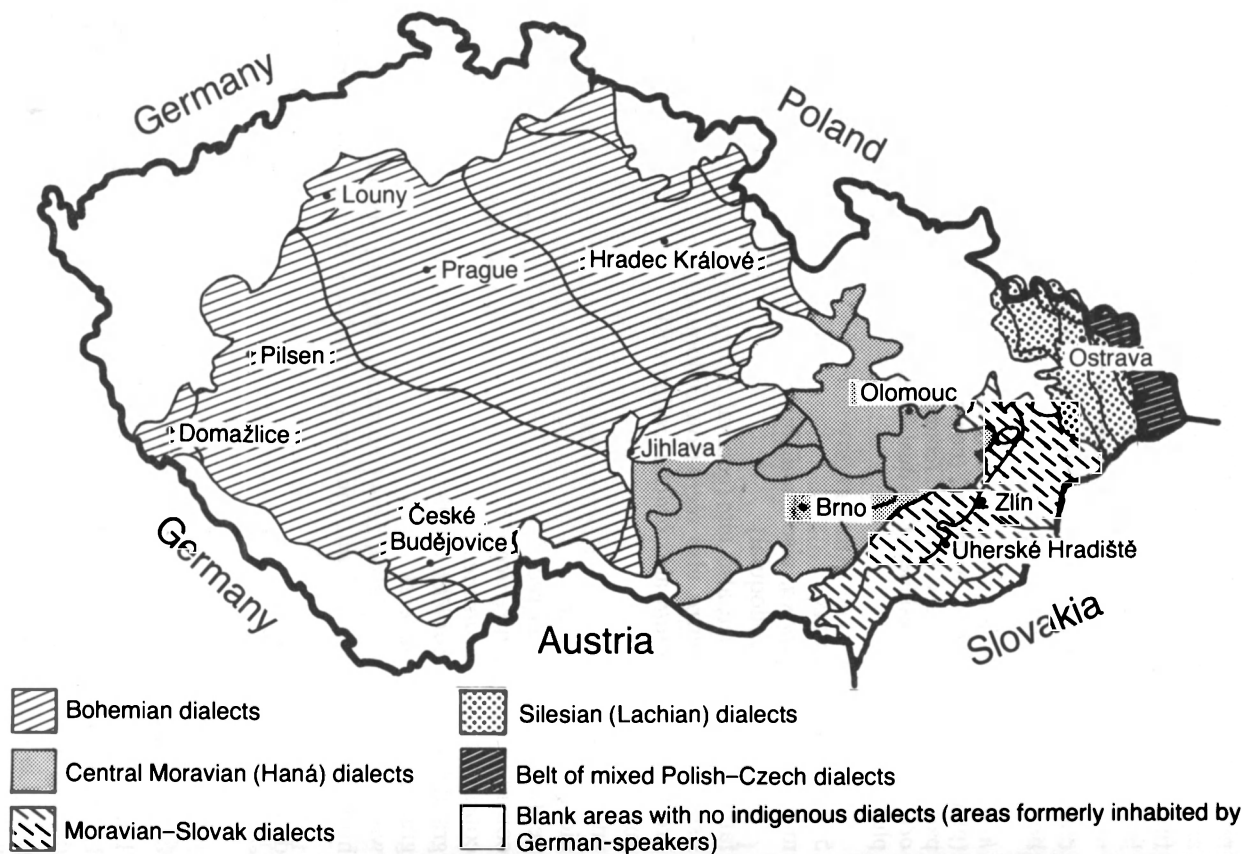 Germany
Poland
Louny
Prague
Hradec Králové
Pilsen
Ostrava
Olomouc
Domažlice
Jihlava
České
Budějovice
Brno
Zlín
Uherské Hradiště
Germany
Austria
Slovakia
Bohemian dialects
Silesian (Lachian) dialects
Central Moravian (Haná) dialects
Belt of mixed Polish–Czech dialects
Moravian–Slovak dialects
Blank areas with no indigenous dialects (areas formerly inhabited by
German-speakers)